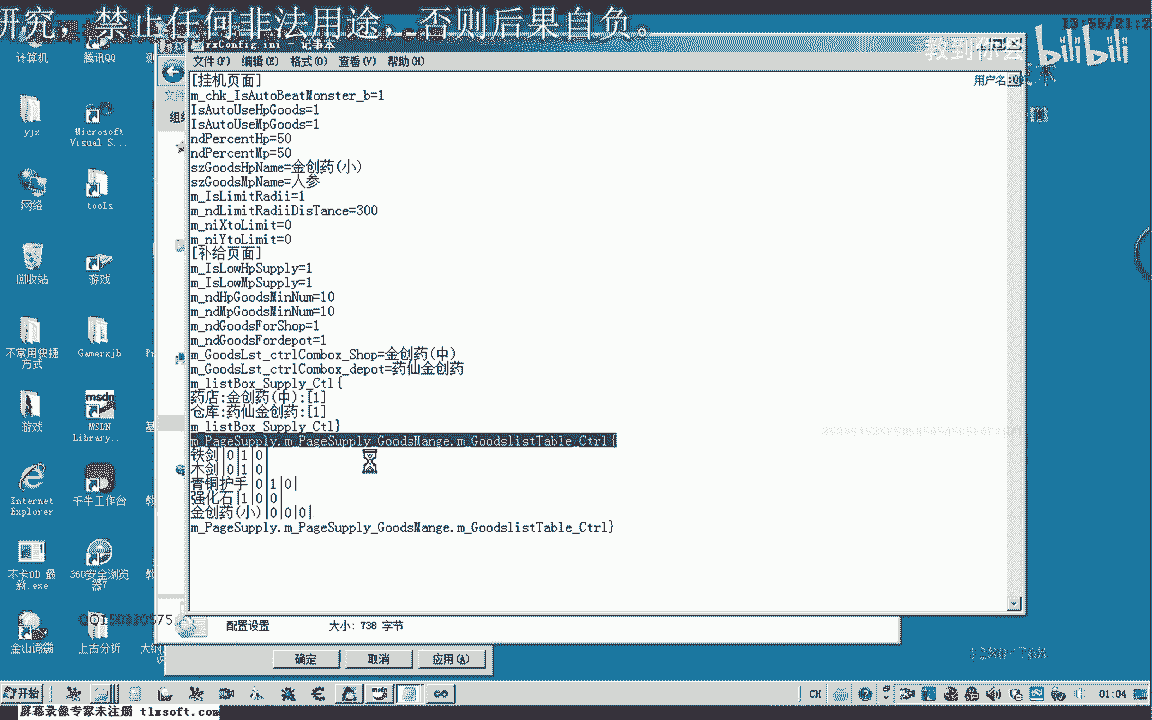 研究，禁止任何非法用途，否则后果自负。
rxConfig.ini - 记事本
文件(F) 编辑(E) 格式(O) 查看(V) 帮助(H)
bilibili
用户名:
[挂机页面]
m_chk_IsAutoBeatMonster_b=1
IsAutoUseHpGoods=1
IsAutoUseMpGoods=1
ndPercentHp=50
ndPercentMp=50
szGoodsHpName=金创药(小)
szGoodsMpName=人参
m_IsLimitRadii=1
m_ndLimitRadiiDisTance=300
m_niXtoLimit=0
m_niYtoLimit=0
[补给页面]
m_IsLowHpSupply=1
m_IsLowMpSupply=1
m_ndHpGoodsMinNum=10
m_ndMpGoodsMinNum=10
m_ndGoodsForShop=1
m_ndGoodsFordepot=1
m_GoodsLst_ctrlCombox_Shop=金创药(中)
m_GoodsLst_ctrlCombox_depot=药仙金创药
m_listBox_Supply_Ctl{
药店:金创药(中):[1]
仓库:药仙金创药:[1]
m_listBox_Supply_Ctl}
m_PageSupply.m_PageSupply_GoodsMange.m_GoodslistTable_Ctrl{
铁剑|0|1|0|
木剑|0|1|0|
青铜护手|0|1|0|
强化石|1|0|0|
金创药(小)|0|0|0|
m_PageSupply.m_PageSupply_GoodsMange.m_GoodslistTable_Ctrl}
配置设置 大小: 738 字节
确定 取消 应用(A)
计算机 腾讯QQ
yjx Microsoft Visual S...
网络 tools
回收站 游戏
不常用快捷方式 Gamerxjb
游戏 MSDN Library...
Internet Explorer 千牛工作台
不卡DD 最新.exe 360安全浏览器7
金山词霸 上古分析
QQ150330575
1280*768
开始 CH 01:04
屏幕录像专家未注册 tlxsoft.com